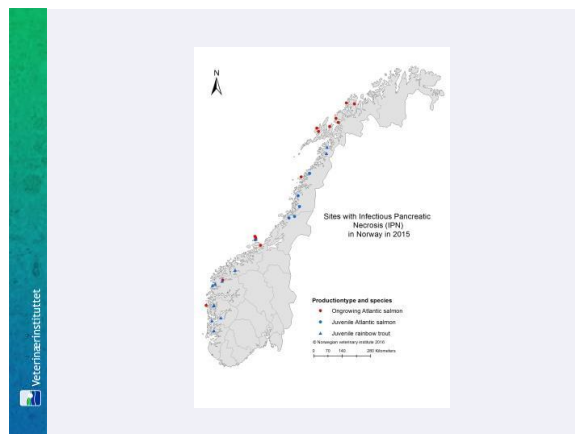 N
Sites with Infectious Pancreatic
Necrosis (IPN)
in Norway in 2015
Productiontype and species
Ongrowing Atlantic salmon
Juvenile Atlantic salmon
Juvenile rainbow trout
© Norwegian veterinary institute 2016
0 70 140 280 Kilometers
Veterinærinstituttet